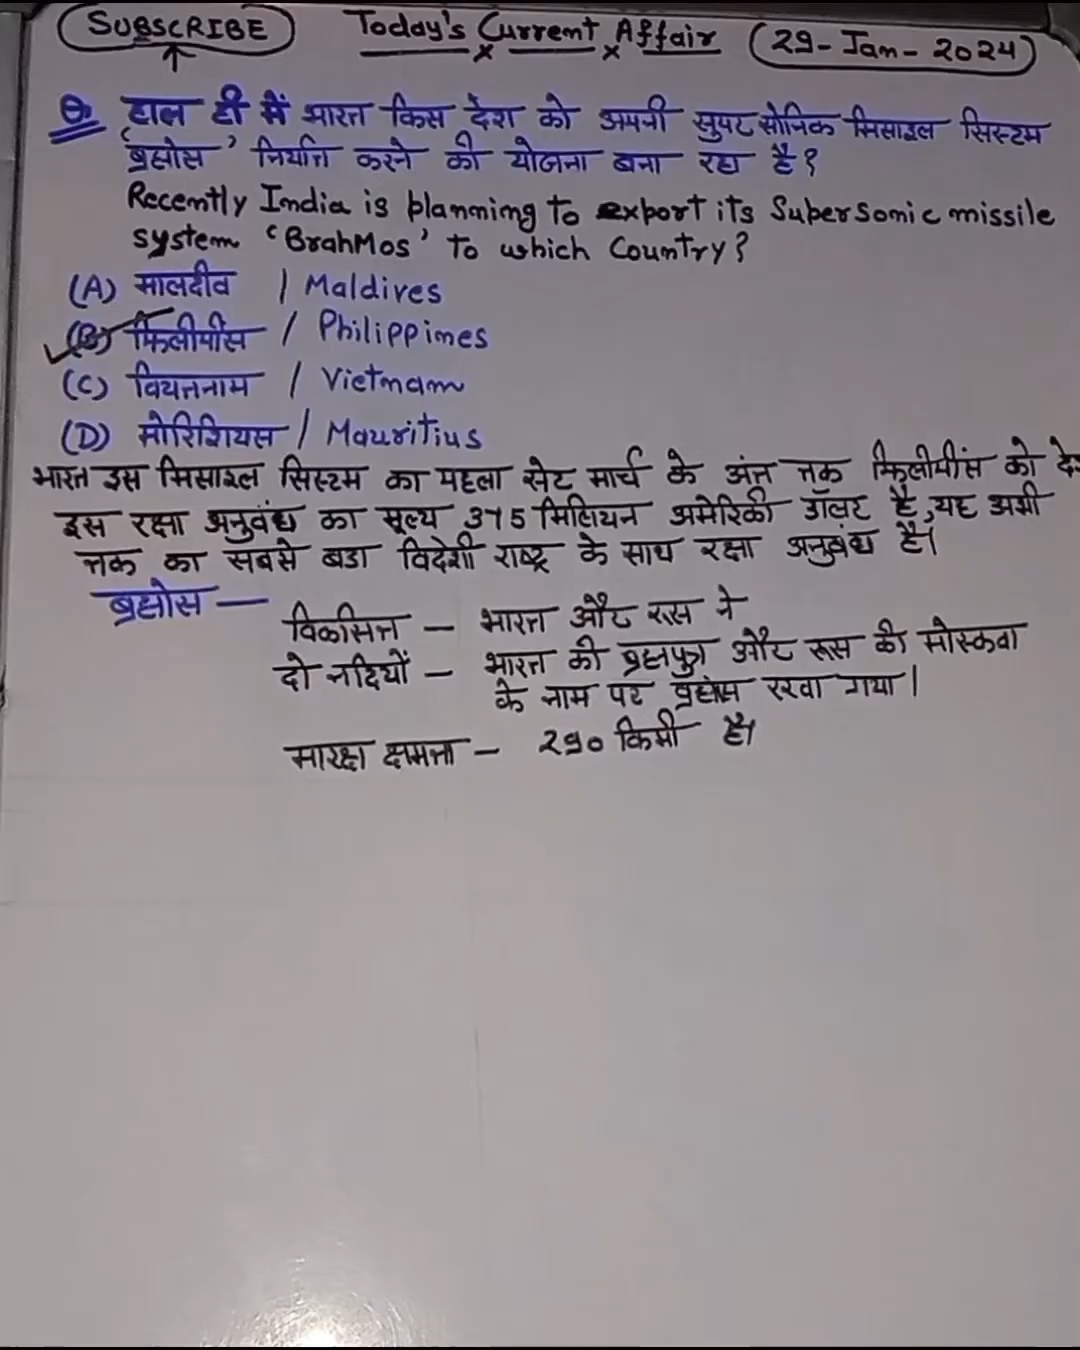 SUBSCRIBE Today's Current Affair (29-Jan-2024)
Q. हाल ही में भारत किस देश को अपनी सुपरसोनिक मिसाइल सिस्टम
'ब्रह्मोस' निर्यात करने की योजना बना रहा है?
Recently India is planning to export its Supersonic missile
system 'BrahMos' to which Country?
(A) मालदीव / Maldives
(B) फिलीपींस / Philippines
(C) वियतनाम / Vietnam
(D) मोरिशियस / Mauritius
भारत इस मिसाइल सिस्टम का पहला सेट मार्च के अंत तक फिलीपींस को
इस रक्षा अनुबंध का मूल्य 375 मिलियन अमेरिकी डॉलर है, यह अभी
तक का सबसे बडा विदेशी राष्ट्र के साथ रक्षा अनुबंध है।
ब्रह्मोस —
विकसित — भारत और रूस ने
दो नदियों — भारत की ब्रह्मपुत्रा और रूस की मोस्कवा
के नाम पर ब्रह्मोस रखा गया।
मारक क्षमता — 290 किमी है।